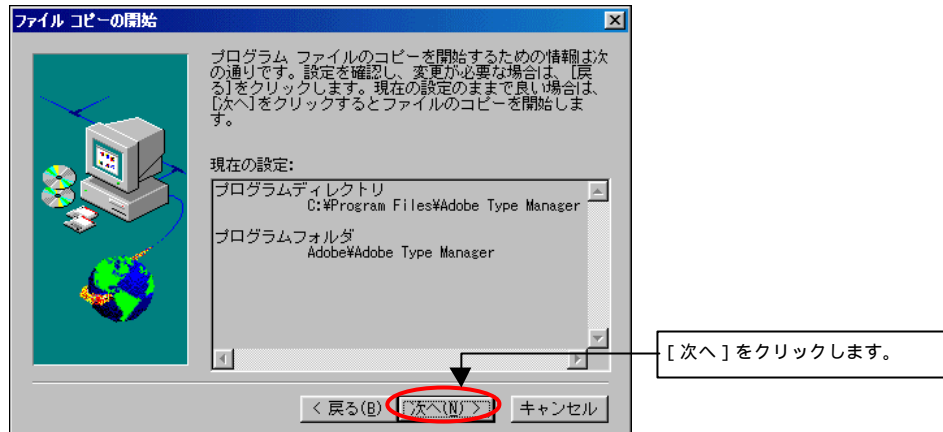 ファイル コピーの開始
プログラム ファイルのコピーを開始するための情報は次
の通りです。設定を確認し、変更が必要な場合は、[戻
る]をクリックします。現在の設定のままで良い場合は、
[次へ]をクリックするとファイルのコピーを開始しま
す。
現在の設定:
プログラムディレクトリ
C:¥Program Files¥Adobe Type Manager
プログラムフォルダ
Adobe¥Adobe Type Manager
[ 次へ ] をクリックします。
< 戻る(B)
次へ(N) >
キャンセル